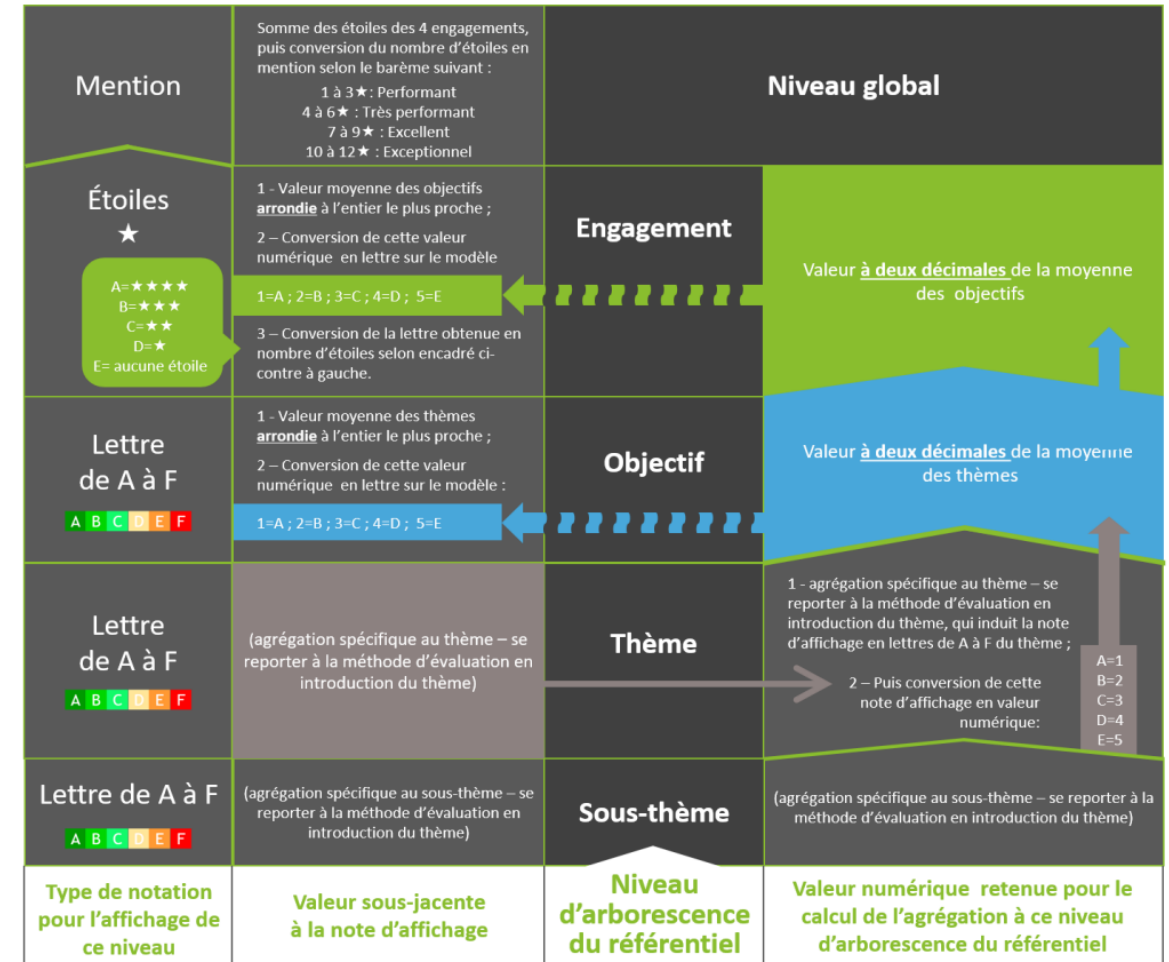 Mention
Somme des étoiles des 4 engagements,
puis conversion du nombre d'étoiles en
mention selon le barème suivant :
1 à 3★: Performant
4 à 6★ : Très performant
7 à 9★ : Excellent
10 à 12★ : Exceptionnel
Niveau global
Étoiles
★
A=★★★★
B=★★★
C=★★
D=★
E= aucune étoile
1 - Valeur moyenne des objectifs
arrondie à l'entier le plus proche ;
2 – Conversion de cette valeur
numérique en lettre sur le modèle
1=A ; 2=B ; 3=C ; 4=D ; 5=E
3 – Conversion de la lettre obtenue en
nombre d'étoiles selon encadré ci-
contre à gauche.
Engagement
Valeur à deux décimales de la moyenne
des objectifs
Lettre
de A à F
A B C D E F
1 - Valeur moyenne des thèmes
arrondie à l'entier le plus proche ;
2 – Conversion de cette valeur
numérique en lettre sur le modèle :
1=A ; 2=B ; 3=C ; 4=D ; 5=E
Objectif
Valeur à deux décimales de la moyenne
des thèmes
Lettre
de A à F
A B C D E F
(agrégation spécifique au thème – se
reporter à la méthode d'évaluation en
introduction du thème)
Thème
1 - agrégation spécifique au thème – se
reporter à la méthode d'évaluation en
introduction du thème, qui induit la note
d'affichage en lettres de A à F du thème ;
2 – Puis conversion de cette
note d'affichage en valeur
numérique:
A=1
B=2
C=3
D=4
E=5
Lettre de A à F
A B C D E F
(agrégation spécifique au sous-thème – se
reporter à la méthode d'évaluation en
introduction du thème)
Sous-thème
(agrégation spécifique au sous-thème – se reporter à la
méthode d'évaluation en introduction du thème)
Type de notation
pour l'affichage de
ce niveau
Valeur sous-jacente
à la note d'affichage
Niveau
d'arborescence
du référentiel
Valeur numérique retenue pour le
calcul de l'agrégation à ce niveau
d'arborescence du référentiel